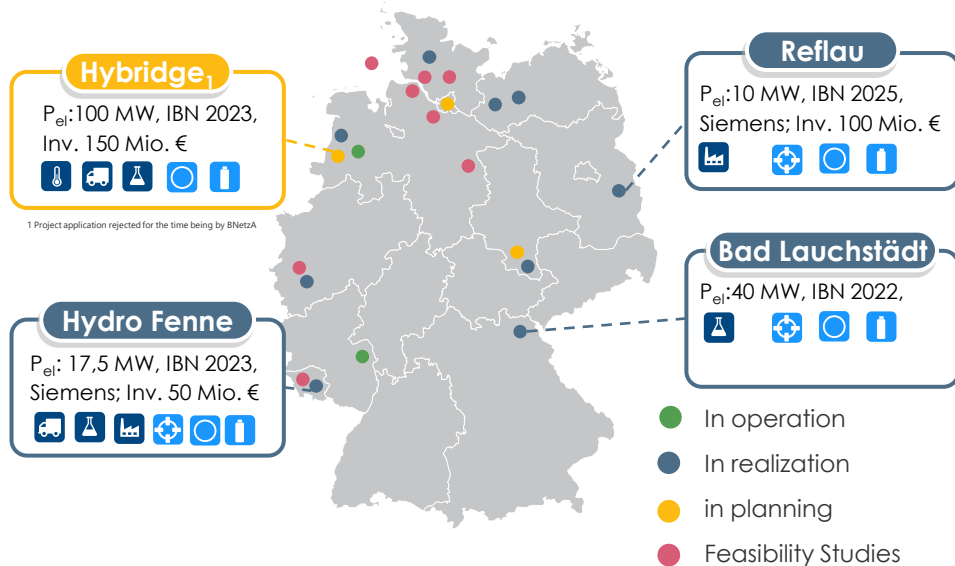 Hybridge1
Pel:100 MW, IBN 2023,
Inv. 150 Mio. €
1 Project application rejected for the time being by BNetzA
Hydro Fenne
Pel: 17,5 MW, IBN 2023,
Siemens; Inv. 50 Mio. €
Reflau
Pel:10 MW, IBN 2025,
Siemens; Inv. 100 Mio. €
Bad Lauchstädt
Pel:40 MW, IBN 2022,
In operation
In realization
in planning
Feasibility Studies